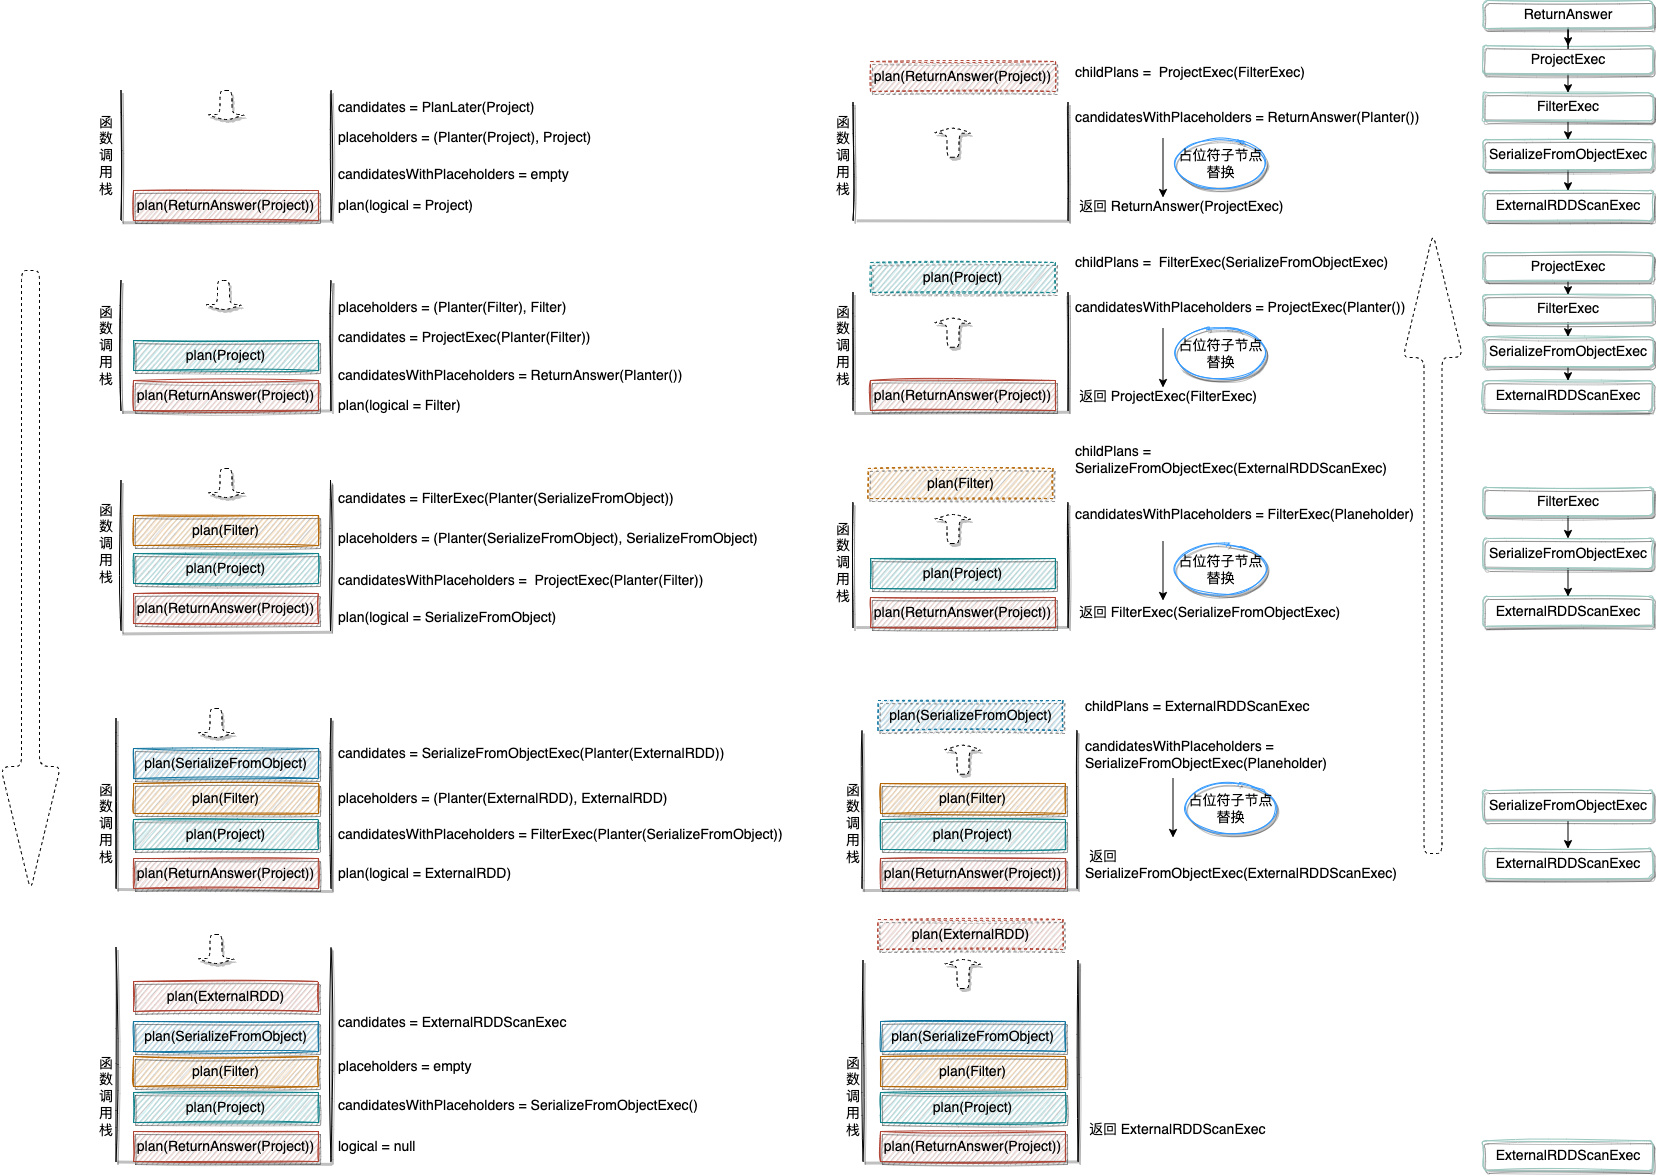 函
数
调
用
栈
candidates = PlanLater(Project)
placeholders = (Planter(Project), Project)
candidatesWithPlaceholders = empty
plan(ReturnAnswer(Project))
plan(logical = Project)
plan(ReturnAnswer(Project))
childPlans =  ProjectExec(FilterExec)
函
数
调
用
栈
candidatesWithPlaceholders = ReturnAnswer(Planter())
占位符子节点
替换
返回 ReturnAnswer(ProjectExec)
ReturnAnswer
ProjectExec
FilterExec
SerializeFromObjectExec
ExternalRDDScanExec
函
数
调
用
栈
placeholders = (Planter(Filter), Filter)
candidates = ProjectExec(Planter(Filter))
plan(Project)
candidatesWithPlaceholders = ReturnAnswer(Planter())
plan(ReturnAnswer(Project))
plan(logical = Filter)
plan(Project)
childPlans =  FilterExec(SerializeFromObjectExec)
函
数
调
用
栈
candidatesWithPlaceholders = ProjectExec(Planter())
占位符子节点
替换
plan(ReturnAnswer(Project))
返回 ProjectExec(FilterExec)
ProjectExec
FilterExec
SerializeFromObjectExec
ExternalRDDScanExec
函
数
调
用
栈
candidates = FilterExec(Planter(SerializeFromObject))
plan(Filter)
placeholders = (Planter(SerializeFromObject), SerializeFromObject)
plan(Project)
candidatesWithPlaceholders =  ProjectExec(Planter(Filter))
plan(ReturnAnswer(Project))
plan(logical = SerializeFromObject)
childPlans =
SerializeFromObjectExec(ExternalRDDScanExec)
plan(Filter)
函
数
调
用
栈
candidatesWithPlaceholders = FilterExec(Planeholder)
占位符子节点
替换
plan(Project)
plan(ReturnAnswer(Project))
返回 FilterExec(SerializeFromObjectExec)
FilterExec
SerializeFromObjectExec
ExternalRDDScanExec
函
数
调
用
栈
plan(SerializeFromObject)
candidates = SerializeFromObjectExec(Planter(ExternalRDD))
plan(Filter)
placeholders = (Planter(ExternalRDD), ExternalRDD)
plan(Project)
candidatesWithPlaceholders = FilterExec(Planter(SerializeFromObject))
plan(ReturnAnswer(Project))
plan(logical = ExternalRDD)
plan(SerializeFromObject)
childPlans = ExternalRDDScanExec
函
数
调
用
栈
candidatesWithPlaceholders =
SerializeFromObjectExec(Planeholder)
占位符子节点
替换
plan(Filter)
plan(Project)
plan(ReturnAnswer(Project))
返回
SerializeFromObjectExec(ExternalRDDScanExec)
SerializeFromObjectExec
ExternalRDDScanExec
函
数
调
用
栈
plan(ExternalRDD)
candidates = ExternalRDDScanExec
plan(SerializeFromObject)
plan(Filter)
placeholders = empty
plan(Project)
candidatesWithPlaceholders = SerializeFromObjectExec()
plan(ReturnAnswer(Project))
logical = null
plan(ExternalRDD)
函
数
调
用
栈
plan(SerializeFromObject)
plan(Filter)
plan(Project)
plan(ReturnAnswer(Project))
返回 ExternalRDDScanExec
ExternalRDDScanExec